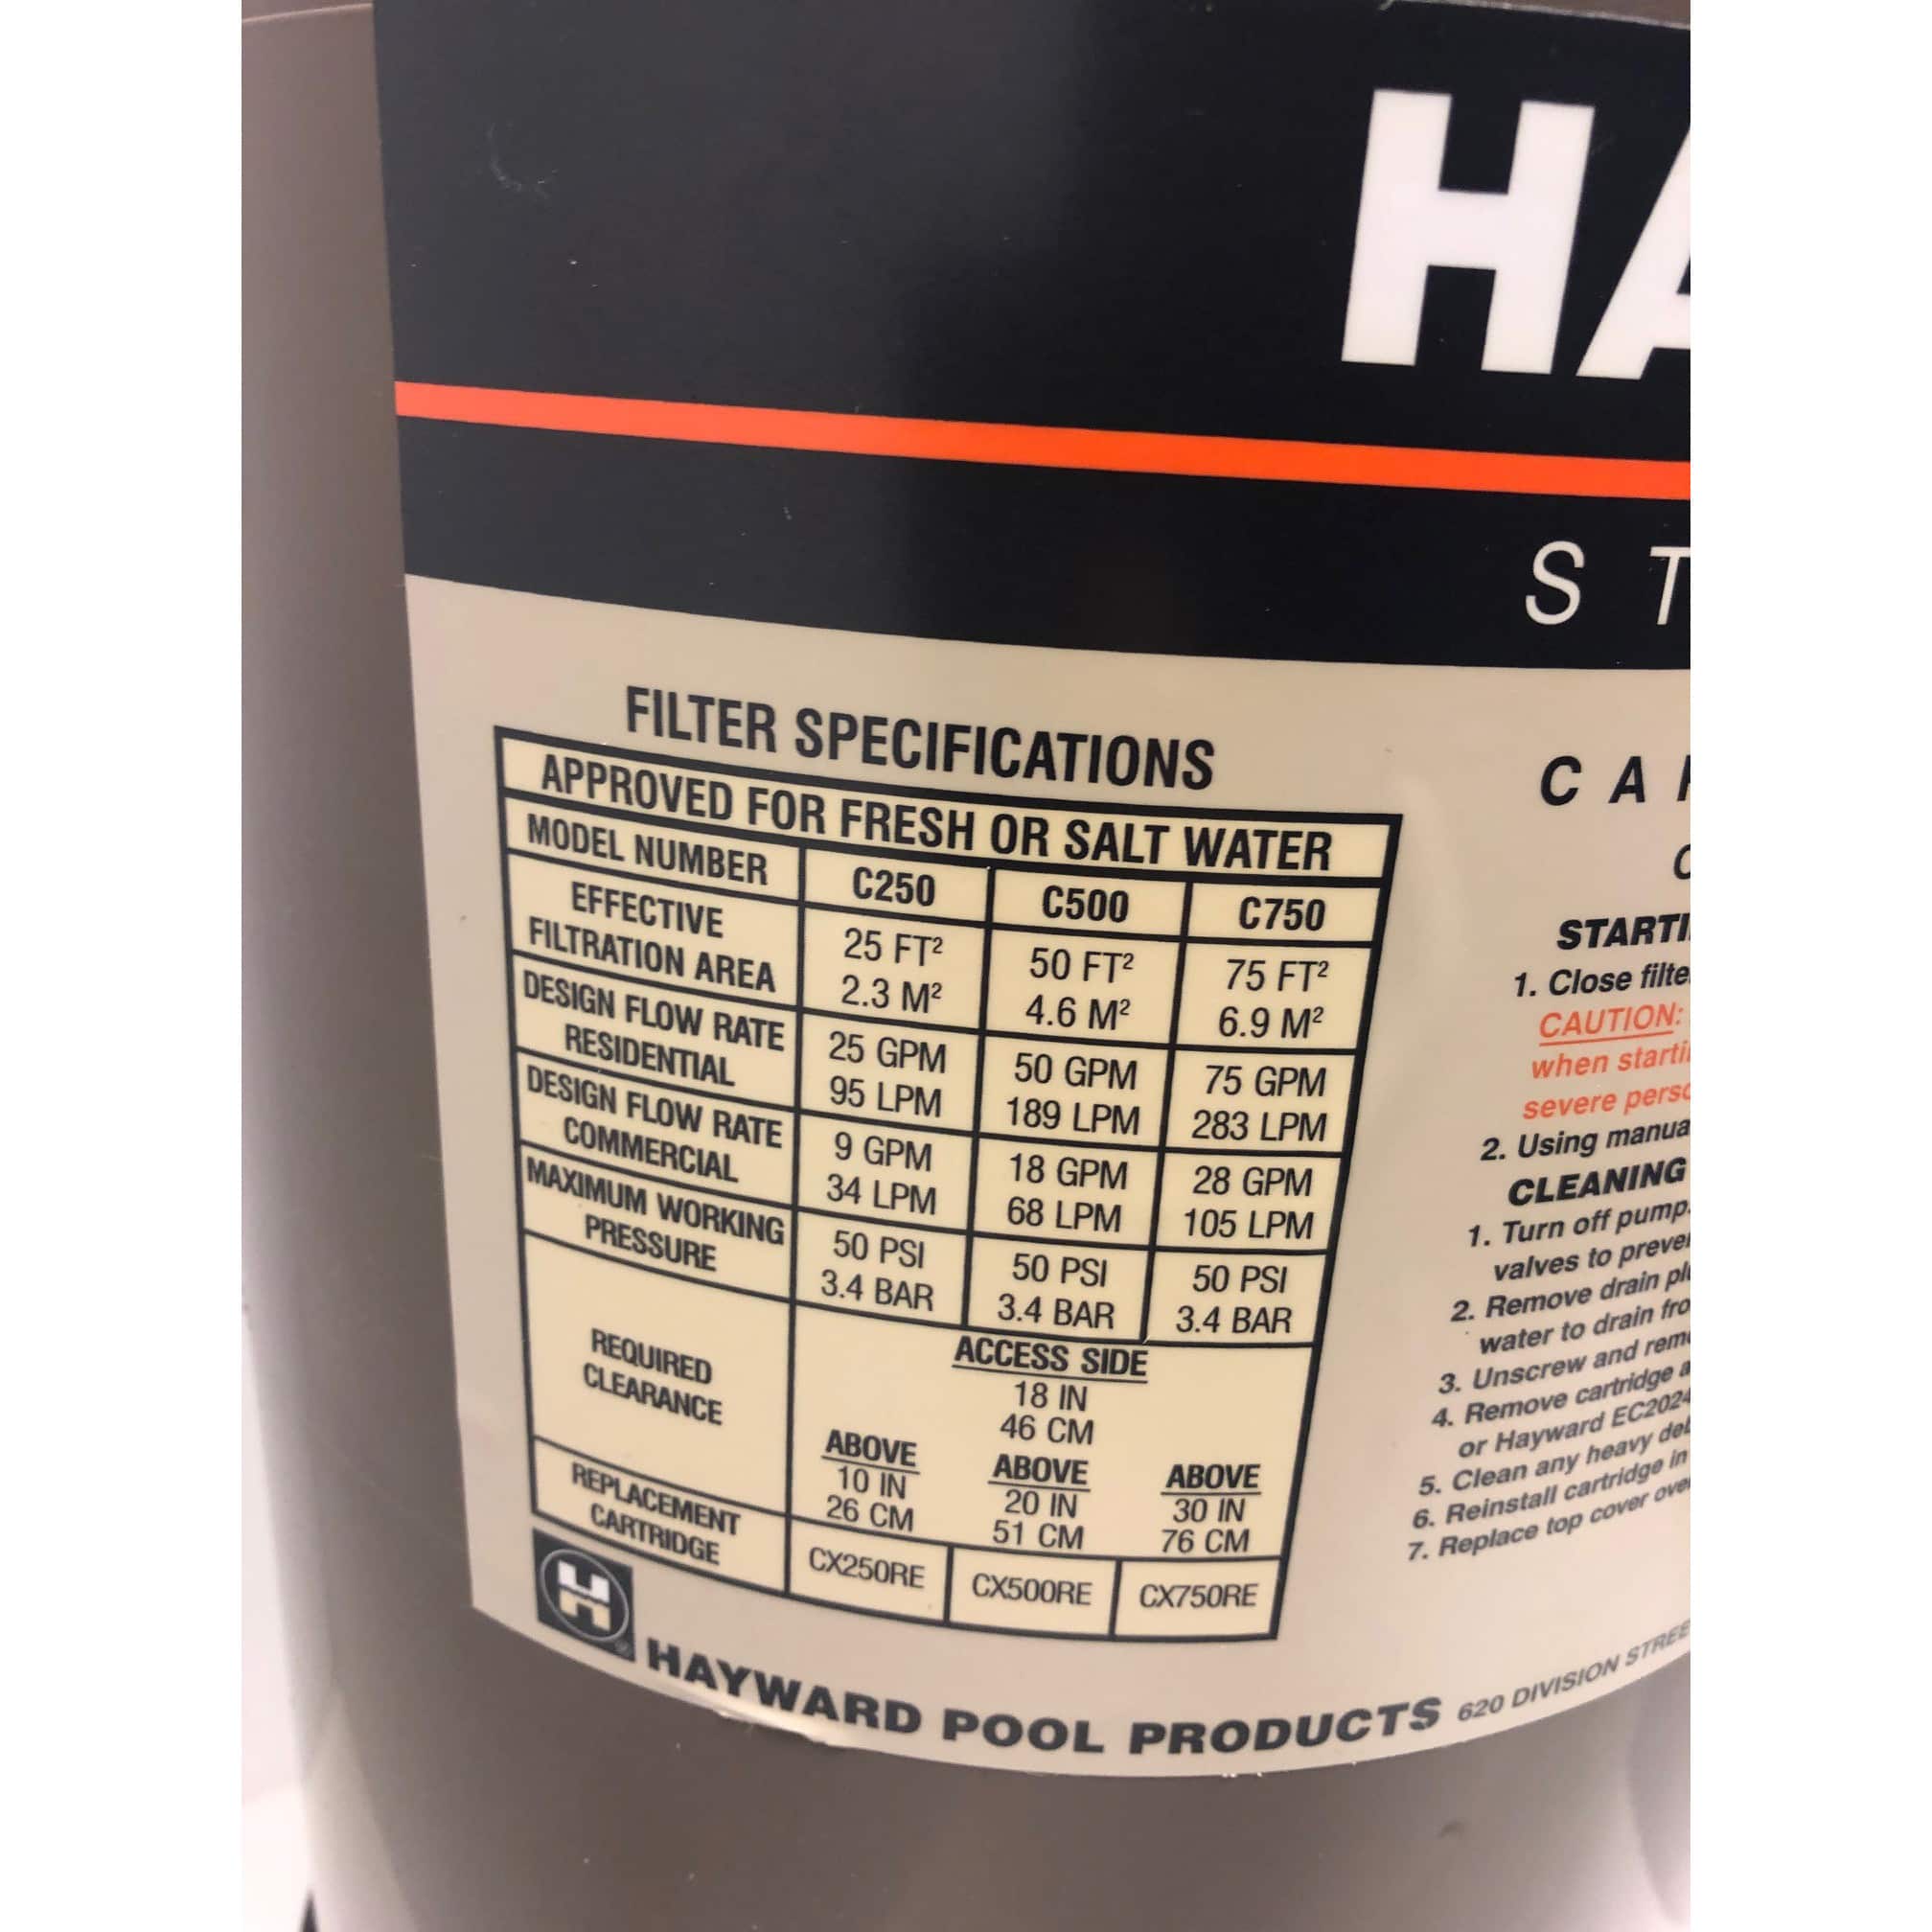 HA
ST
FILTER SPECIFICATIONS
APPROVED FOR FRESH OR SALT WATER
MODEL NUMBER C250 C500 C750
EFFECTIVE FILTRATION AREA
25 FT² 50 FT² 75 FT²
2.3 M² 4.6 M² 6.9 M²
DESIGN FLOW RATE RESIDENTIAL
25 GPM 50 GPM 75 GPM
95 LPM 189 LPM 283 LPM
DESIGN FLOW RATE COMMERCIAL
9 GPM 18 GPM 28 GPM
34 LPM 68 LPM 105 LPM
MAXIMUM WORKING PRESSURE
50 PSI 50 PSI 50 PSI
3.4 BAR 3.4 BAR 3.4 BAR
REQUIRED CLEARANCE
ACCESS SIDE
18 IN
46 CM
ABOVE ABOVE ABOVE
10 IN 20 IN 30 IN
26 CM 51 CM 76 CM
REPLACEMENT CARTRIDGE
CX250RE CX500RE CX750RE
H
HAYWARD POOL PRODUCTS 620 DIVISION STREE
CA
STARTI
1. Close filte
CAUTION:
when starti
severe pers
2. Using manua
CLEANING
1. Turn off pump.
valves to preve
2. Remove drain pl
water to drain fro
3. Unscrew and rem
4. Remove cartridge a
or Hayward EC2024
5. Clean any heavy de
6. Reinstall cartridge in
7. Replace top cover ove